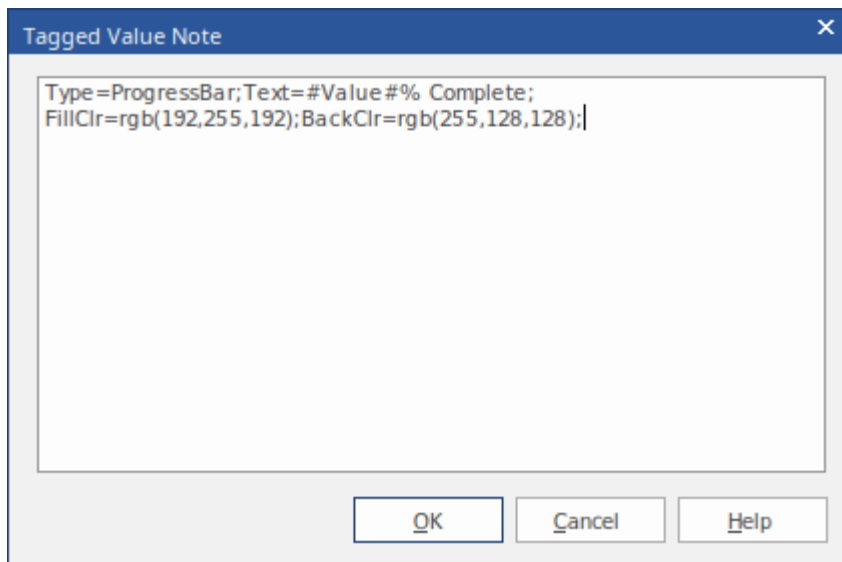 Tagged Value Note
Type=ProgressBar;Text=#Value#% Complete;
FillClr=rgb(192,255,192);BackClr=rgb(255,128,128);
OK Cancel Help